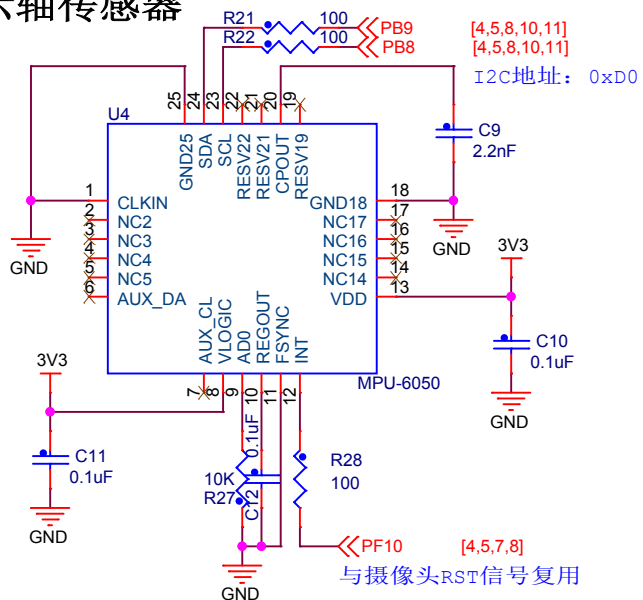 轴传感器
R21 100 PB9 [4,5,8,10,11]
R22 100 PB8 [4,5,8,10,11]
I2C地址：0xD0
25 24 23 22 21 20 19
U4
GND25 SDA SCL RESV22 RESV21 CPOUT RESV19
C9
2.2nF
1 CLKIN GND18 18
2 NC2 NC17 17
3 NC3 NC16 16
4 NC4 NC15 15
5 NC5 NC14 14
6 AUX_DA VDD 13
GND
GND
3V3
AUX_CL VLOGIC AD0 REGOUT FSYNC INT
7 8 9 10 11 12
MPU-6050
C10
0.1uF
GND
3V3
C11
0.1uF
GND
10K
R27
0.1uF
C12
R28
100
GND
PF10 [4,5,7,8]
与摄像头RST信号复用